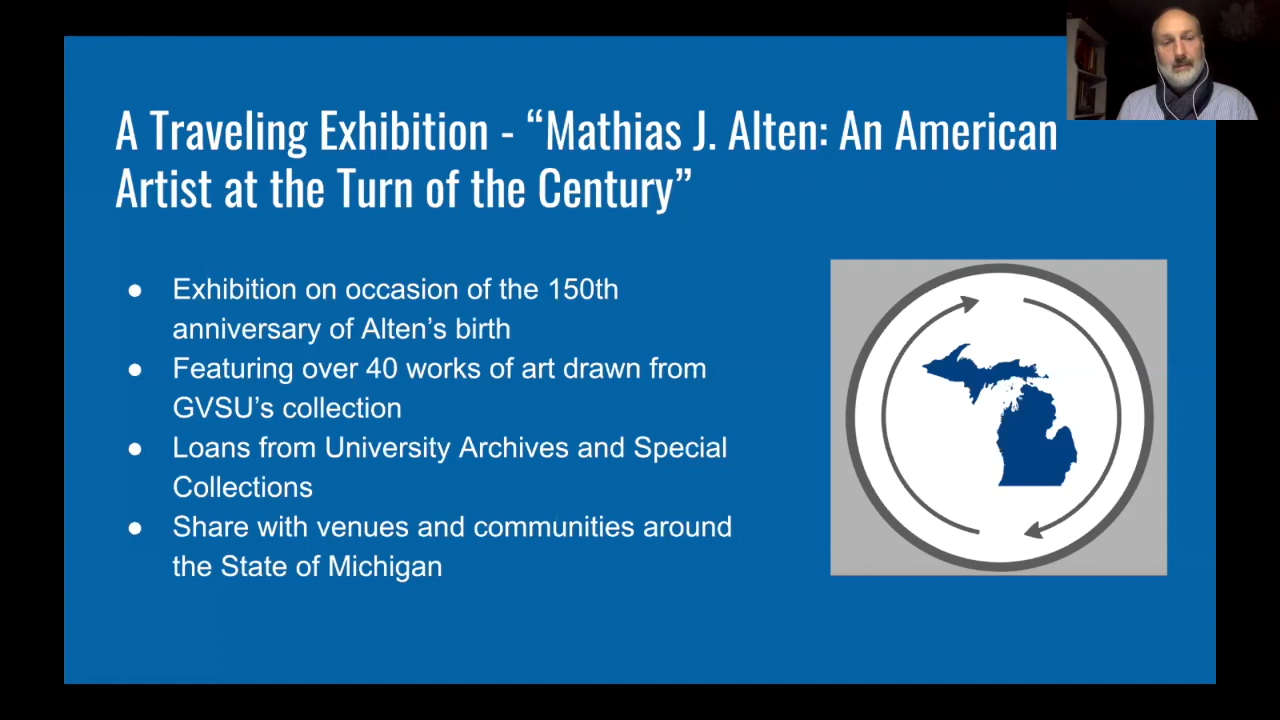 A Traveling Exhibition - “Mathias J. Alten: An American
Artist at the Turn of the Century”
● Exhibition on occasion of the 150th
anniversary of Alten’s birth
● Featuring over 40 works of art drawn from
GVSU’s collection
● Loans from University Archives and Special
Collections
● Share with venues and communities around
the State of Michigan